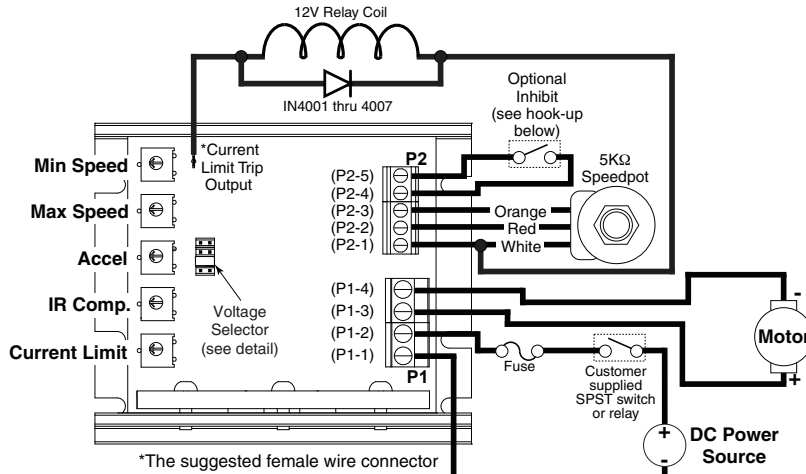 12V Relay Coil
IN4001 thru 4007
Optional
Inhibit
(see hook-up
below)
5KΩ
Speedpot
*Current
Limit Trip
Output
Min Speed
Max Speed
Accel
IR Comp.
Current Limit
Voltage
Selector
(see detail)
P2
(P2-5)
(P2-4)
(P2-3)
(P2-2)
(P2-1)
Orange
Red
White
(P1-4)
(P1-3)
(P1-2)
(P1-1)
P1
Fuse
Customer
supplied
SPST switch
or relay
-
Motor
+
+
-
DC Power
Source
*The suggested female wire connector